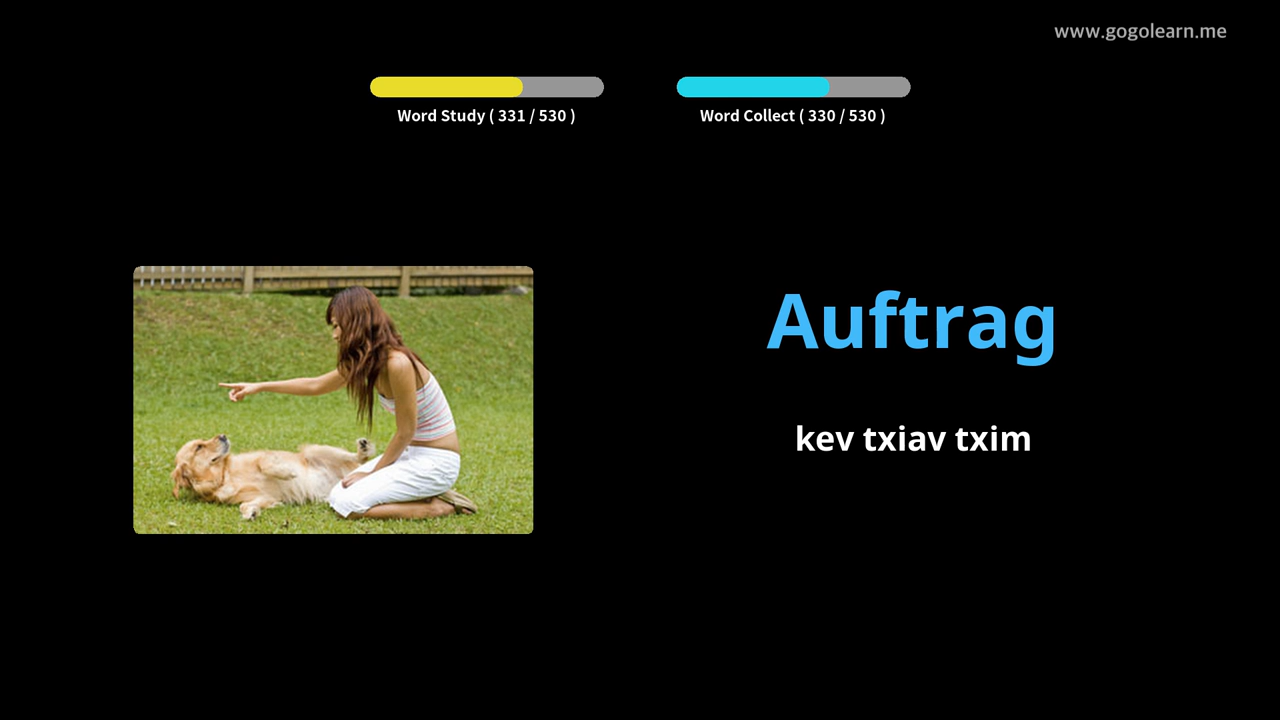 www.gogolearn.me
Word Study ( 331 / 530 )
Word Collect ( 330 / 530 )
Auftrag
kev txiav txim